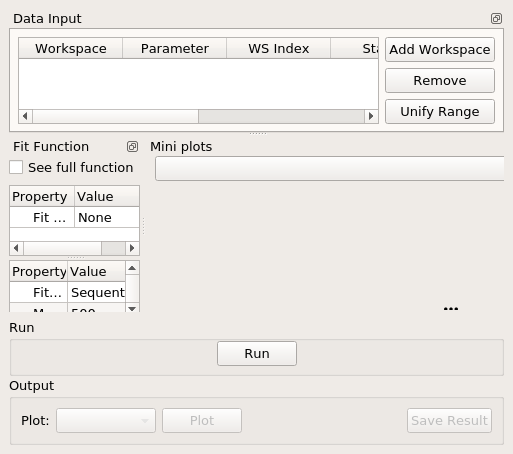 Data Input
Workspace Parameter WS Index Sta
Add Workspace
Remove
Unify Range
Fit Function Mini plots
See full function
Property Value
Fit ... None
Property Value
Fit... Sequent
500
Run
Run
Output
Plot: Plot Save Result